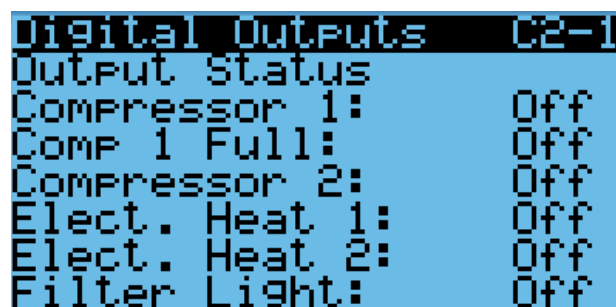 Digital Outputs C2-1
Output Status
Compressor 1: Off
Comp 1 Full: Off
Compressor 2: Off
Elect. Heat 1: Off
Elect. Heat 2: Off
Filter Light: Off